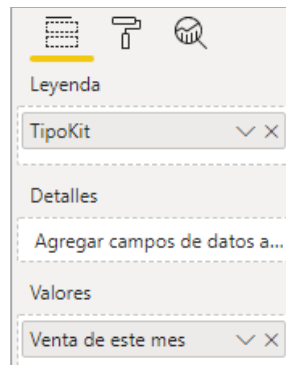 Leyenda
TipoKit
Detalles
Agregar campos de datos a...
Valores
Venta de este mes